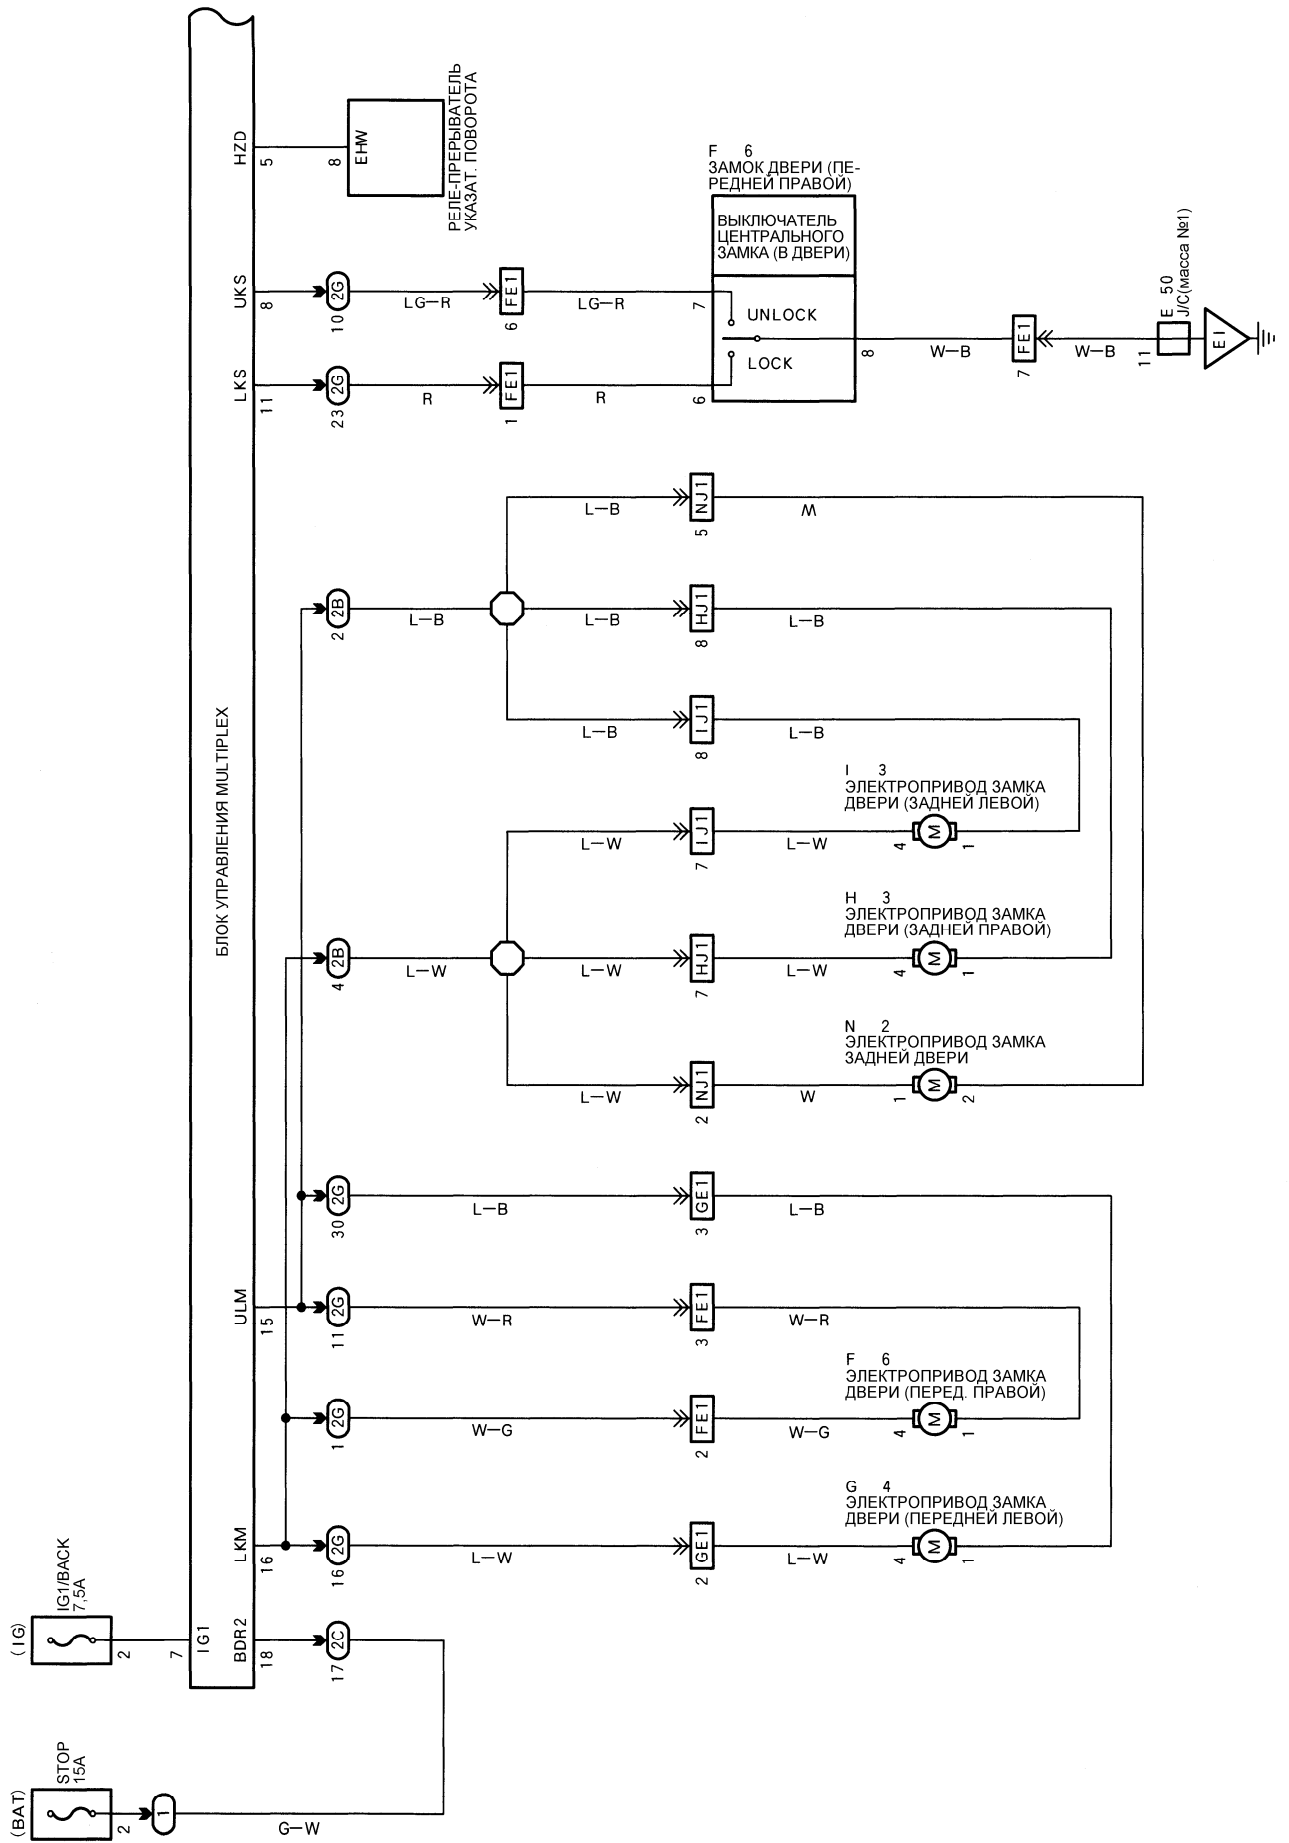 HZD
5
8
EHW
РЕЛЕ-ПРЕРЫВАТЕЛЬ
УКАЗАТ. ПОВОРОТА
F 6
ЗАМОК ДВЕРИ (ПЕ-
РЕДНЕЙ ПРАВОЙ)
ВЫКЛЮЧАТЕЛЬ
ЦЕНТРАЛЬНОГО
ЗАМКА (В ДВЕРИ)
UKS
8
10
2G
LG–R
6
FE1
LG–R
7
UNLOCK
LOCK
8
W–B
7
FE1
W–B
11
E 50
J/C(масса №1)
E I
LKS
11
23
2G
R
1
FE1
R
6
L–B
5
NJ1
W
2
2B
L–B
L–B
8
HJ1
L–B
L–B
8
IJ1
L–B
БЛОК УПРАВЛЕНИЯ MULTIPLEX
I 3
ЭЛЕКТРОПРИВОД ЗАМКА
ДВЕРИ (ЗАДНЕЙ ЛЕВОЙ)
L–W
7
IJ1
L–W
4
M
1
H 3
ЭЛЕКТРОПРИВОД ЗАМКА
ДВЕРИ (ЗАДНЕЙ ПРАВОЙ)
4
2B
L–W
L–W
7
HJ1
L–W
4
M
1
N 2
ЭЛЕКТРОПРИВОД ЗАМКА
ЗАДНЕЙ ДВЕРИ
L–W
2
NJ1
W
1
M
2
30
2G
L–B
3
GE1
L–B
ULM
15
11
2G
W–R
3
FE1
W–R
F 6
ЭЛЕКТРОПРИВОД ЗАМКА
ДВЕРИ (ПЕРЕД. ПРАВОЙ)
1
2G
W–G
2
FE1
W–G
4
M
1
G 4
ЭЛЕКТРОПРИВОД ЗАМКА
ДВЕРИ (ПЕРЕДНЕЙ ЛЕВОЙ)
LKM
16
16
2G
L–W
2
GE1
L–W
4
M
1
(IG)
IG1/BACK
7,5A
2
7
IG1
BDR2
18
17
2C
(BAT)
STOP
15A
2
1
G–W